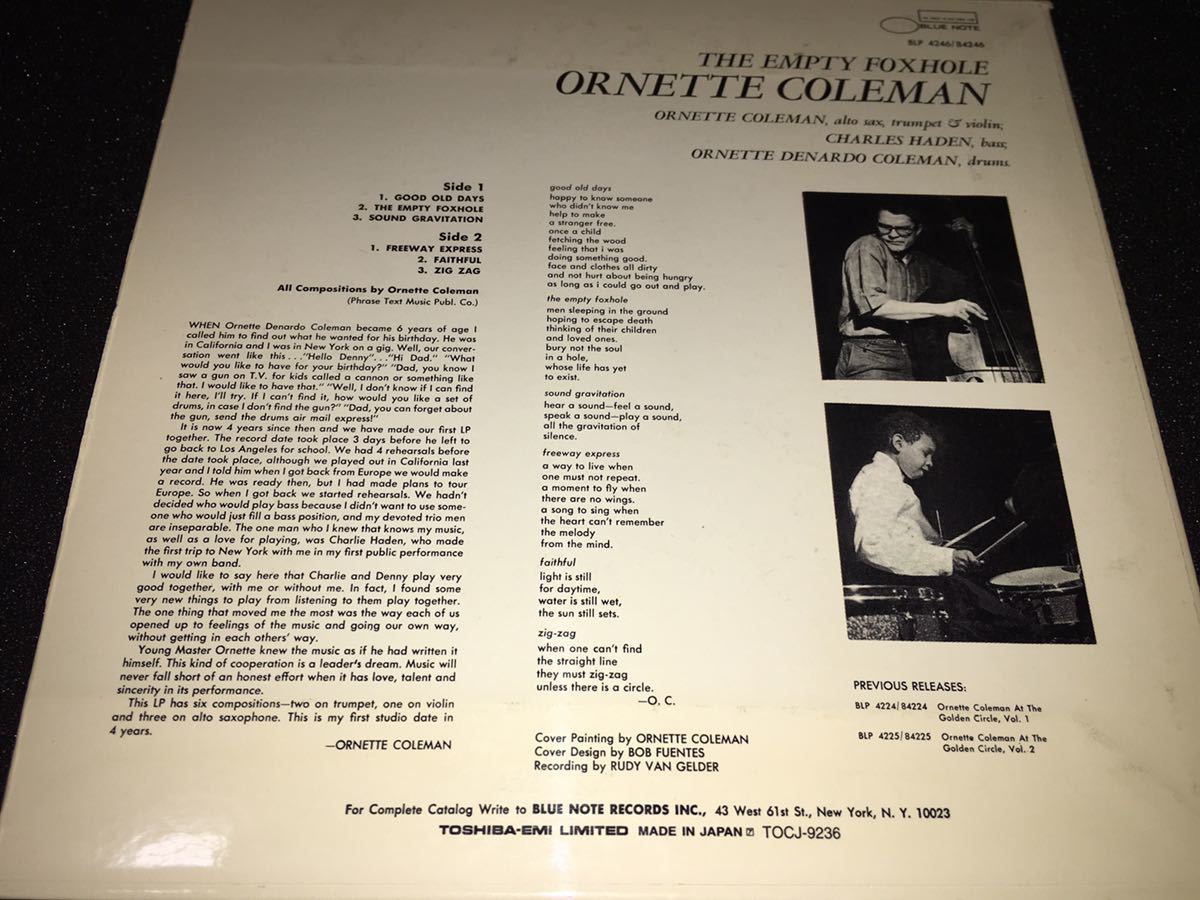 BLUE NOTE
BLP 4246/84246
THE EMPTY FOXHOLE
ORNETTE COLEMAN
ORNETTE COLEMAN, alto sax, trumpet & violin;
CHARLES HADEN, bass;
ORNETTE DENARDO COLEMAN, drums.
Side 1
1. GOOD OLD DAYS
2. THE EMPTY FOXHOLE
3. SOUND GRAVITATION
Side 2
1. FREEWAY EXPRESS
2. FAITHFUL
3. ZIG ZAG
All Compositions by Ornette Coleman
(Phrase Text Music Publ. Co.)
WHEN Ornette Denardo Coleman became 6 years of age I
called him to find out what he wanted for his birthday. He was
in California and I was in New York on a gig. Well, our conver-
sation went like this . . ."Hello Denny". . ."Hi Dad." "What
would you like to have for your birthday?" "Dad, you know I
saw a gun on T.V. for kids called a cannon or something like
that. I would like to have that." "Well, I don't know if I can find
it here, I'll try. If I can't find it, how would you like a set of
drums, in case I don't find the gun?" "Dad, you can forget about
the gun, send the drums air mail express!"
It is now 4 years since then and we have made our first LP
together. The record date took place 3 days before he left to
go back to Los Angeles for school. We had 4 rehearsals before
the date took place, although we played out in California last
year and I told him when I got back from Europe we would make
a record. He was ready then, but I had made plans to tour
Europe. So when I got back we started rehearsals. We hadn't
decided who would play bass because I didn't want to use some-
one who would just fill a bass position, and my devoted trio men
are inseparable. The one man who I knew that knows my music,
as well as a love for playing, was Charlie Haden, who made
the first trip to New York with me in my first public performance
with my own band.
I would like to say here that Charlie and Denny play very
good together, with me or without me. In fact, I found some
very new things to play from listening to them play together.
The one thing that moved me the most was the way each of us
opened up to feelings of the music and going our own way,
without getting in each others' way.
Young Master Ornette knew the music as if he had written it
himself. This kind of cooperation is a leader's dream. Music will
never fall short of an honest effort when it has love, talent and
sincerity in its performance.
This LP has six compositions—two on trumpet, one on violin
and three on alto saxophone. This is my first studio date in
4 years.
—ORNETTE COLEMAN
good old days
happy to know someone
who didn't know me
help to make
a stranger free.
once a child
fetching the wood
feeling that i was
doing something good.
face and clothes all dirty
and not hurt about being hungry
as long as i could go out and play.
the empty foxhole
men sleeping in the ground
hoping to escape death
thinking of their children
and loved ones.
bury not the soul
in a hole,
whose life has yet
to exist.
sound gravitation
hear a sound—feel a sound,
speak a sound—play a sound,
all the gravitation of
silence.
freeway express
a way to live when
one must not repeat.
a moment to fly when
there are no wings.
a song to sing when
the heart can't remember
the melody
from the mind.
faithful
light is still
for daytime,
water is still wet,
the sun still sets.
zig-zag
when one can't find
the straight line
they must zig-zag
unless there is a circle.
—O. C.
Cover Painting by ORNETTE COLEMAN
Cover Design by BOB FUENTES
Recording by RUDY VAN GELDER
PREVIOUS RELEASES:
BLP 4224/84224 Ornette Coleman At The
Golden Circle, Vol. 1
BLP 4225/84225 Ornette Coleman At The
Golden Circle, Vol. 2
For Complete Catalog Write to BLUE NOTE RECORDS INC., 43 West 61st St., New York, N. Y. 10023
TOSHIBA-EMI LIMITED MADE IN JAPAN TOCJ-9236